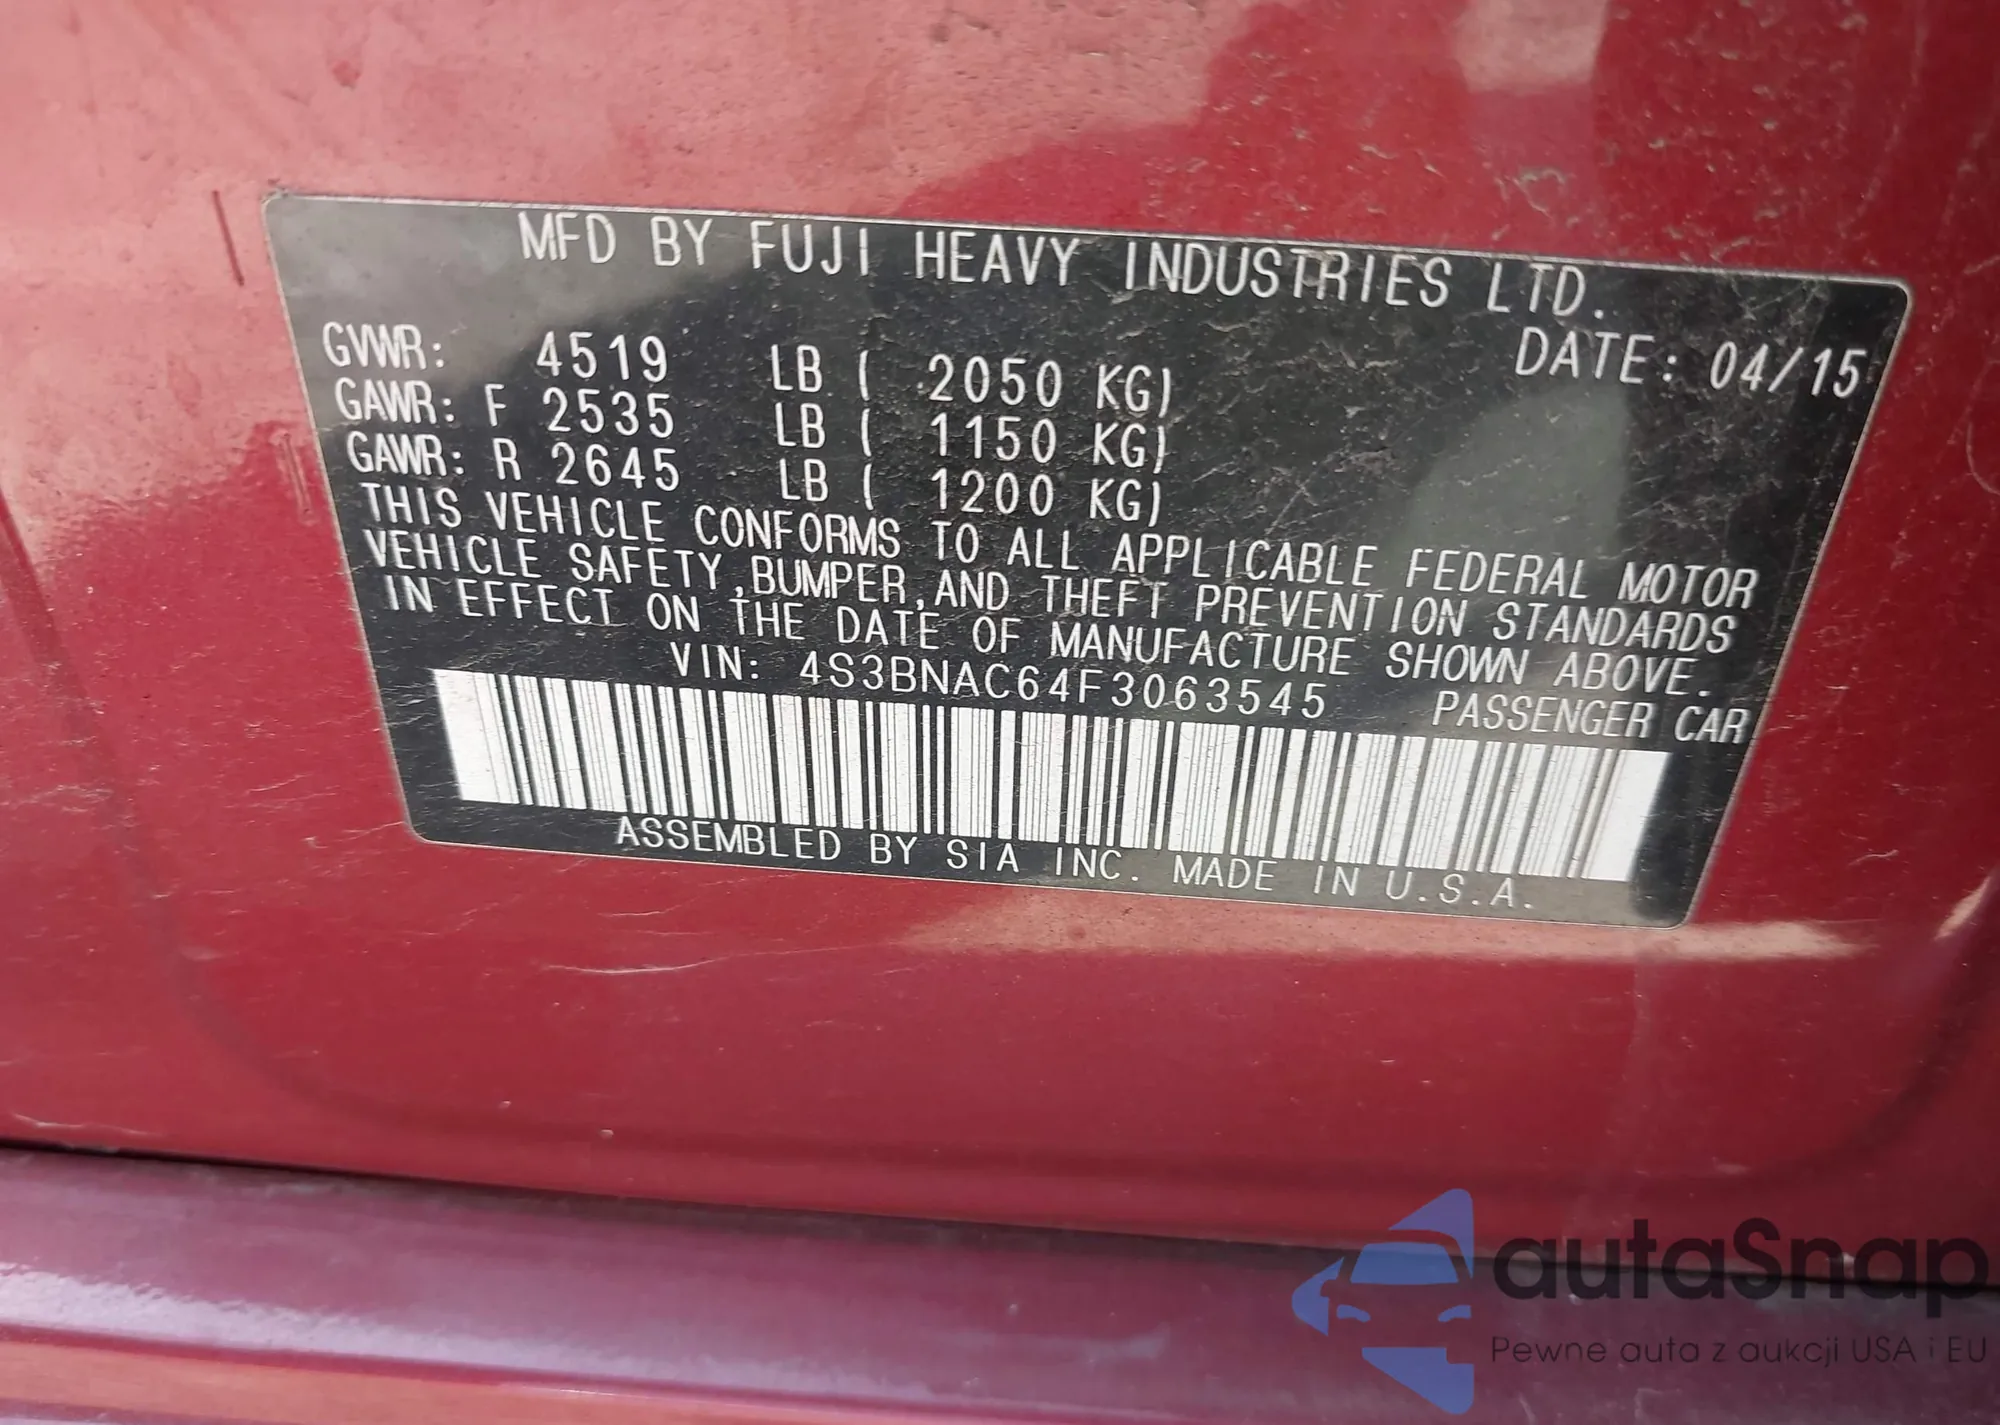 MFD BY FUJI HEAVY INDUSTRIES LTD.
DATE: 04/15
GVWR: 4519 LB ( 2050 KG)
GAWR: F 2535 LB ( 1150 KG)
GAWR: R 2645 LB ( 1200 KG)
THIS VEHICLE CONFORMS TO ALL APPLICABLE FEDERAL MOTOR
VEHICLE SAFETY,BUMPER,AND THEFT PREVENTION STANDARDS
IN EFFECT ON THE DATE OF MANUFACTURE SHOWN ABOVE.
VIN: 4S3BNAC64F3063545 PASSENGER CAR
ASSEMBLED BY SIA INC. MADE IN U.S.A.
autaSnap
Pewne auta z aukcji USA i EU